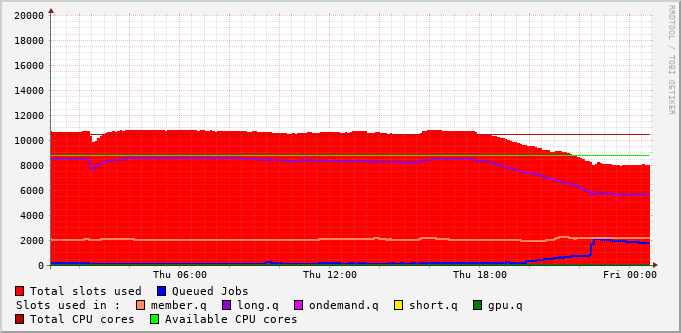 20000
18000
16000
14000
12000
10000
8000
6000
4000
2000
0
Thu 06:00 Thu 12:00 Thu 18:00 Fri 00:00
RRDTOOL / TOBI OETIKER
Total slots used Queued Jobs
Slots used in : member.q long.q ondemand.q short.q gpu.q
Total CPU cores Available CPU cores